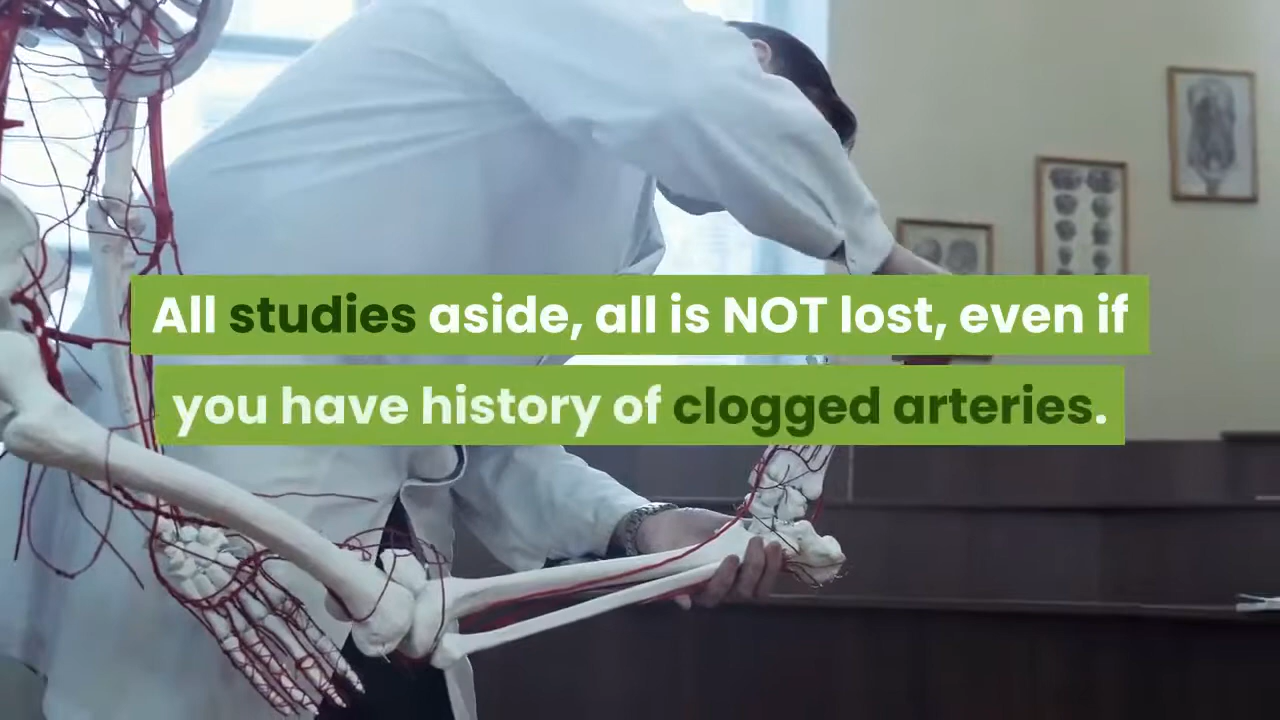 All studies aside, all is NOT lost, even if
you have history of clogged arteries.